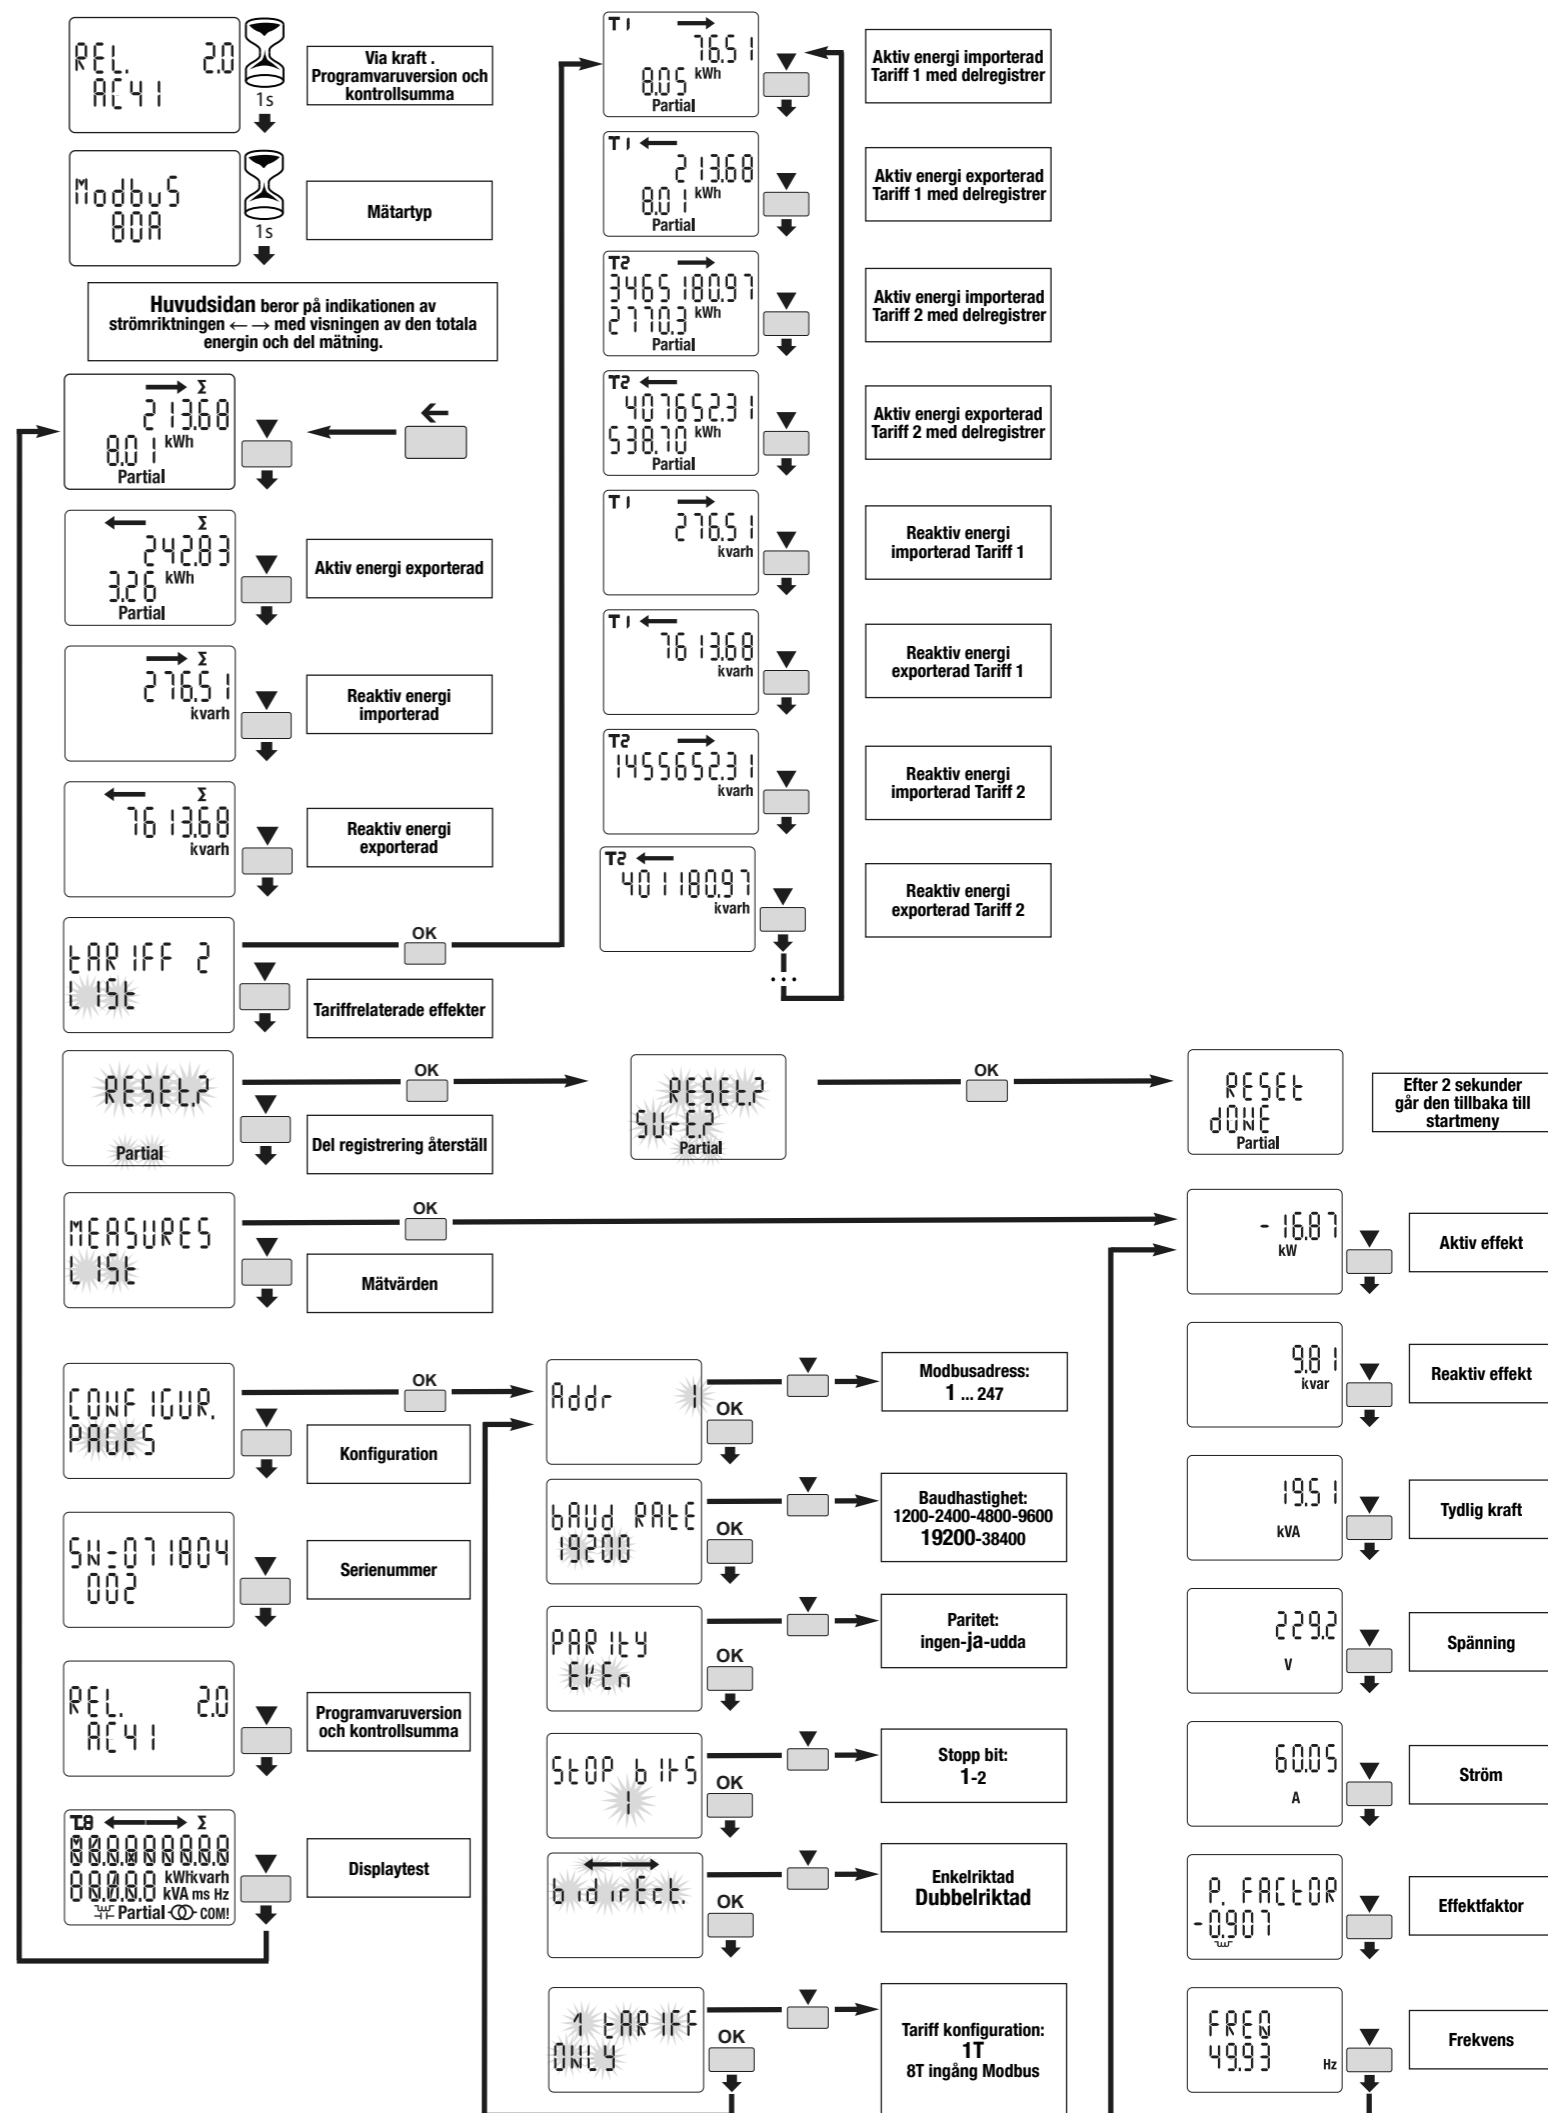 REL. 2.0
AC41
1s
Via kraft .
Programvaruversion och
kontrollsumma
Modbus
80A
1s
Mätartyp
Huvudsidan beror på indikationen av
strömriktningen ←→ med visningen av den totala
energin och del mätning.
→ Σ
213.68
8.01 kWh
Partial
←
← Σ
242.83
3.26 kWh
Partial
Aktiv energi exporterad
→ Σ
276.51
kvarh
Reaktiv energi
importerad
← Σ
7613.68
kvarh
Reaktiv energi
exporterad
tARIFF 2
LISt
OK
Tariffrelaterade effekter
RESEt.?
Partial
OK
Del registrering återställ
RESEt.?
SUrE.?
Partial
OK
RESEt
dONE
Partial
Efter 2 sekunder
går den tillbaka till
startmeny
MEASURES
LISt
OK
Mätvärden
CONFIGUR.
PAGES
OK
Konfiguration
SN=071804
002
Serienummer
REL. 2.0
AC41
Programvaruversion
och kontrollsumma
T.8 ←→ Σ
kWhkvarh
kVA ms Hz
Partial COM!
Displaytest
T1 →
76.51
8.05 kWh
Partial
Aktiv energi importerad
Tariff 1 med delregistrer
T1 ←
213.68
8.01 kWh
Partial
Aktiv energi exporterad
Tariff 1 med delregistrer
T2 →
3465180.97
2770.3 kWh
Partial
Aktiv energi importerad
Tariff 2 med delregistrer
T2 ←
407652.31
538.70 kWh
Partial
Aktiv energi exporterad
Tariff 2 med delregistrer
T1 →
276.51
kvarh
Reaktiv energi
importerad Tariff 1
T1 ←
7613.68
kvarh
Reaktiv energi
exporterad Tariff 1
T2 →
1455652.31
kvarh
Reaktiv energi
importerad Tariff 2
T2 ←
401180.97
kvarh
Reaktiv energi
exporterad Tariff 2
...
Addr 1
OK
Modbusadress:
1 ... 247
bAUd RAtE
19200
OK
Baudhastighet:
1200-2400-4800-9600
19200-38400
PARItY
EVEn
OK
Paritet:
ingen-ja-udda
StOP bItS
1
OK
Stopp bit:
1-2
←→
bidirEct.
OK
Enkelriktad
Dubbelriktad
1 tARIFF
ONLY
OK
Tariff konfiguration:
1T
8T ingång Modbus
-16.87
kW
Aktiv effekt
9.81
kvar
Reaktiv effekt
19.51
kVA
Tydlig kraft
229.2
V
Spänning
60.05
A
Ström
P. FACtOR
-0.907
Effektfaktor
FREQ
49.93 Hz
Frekvens